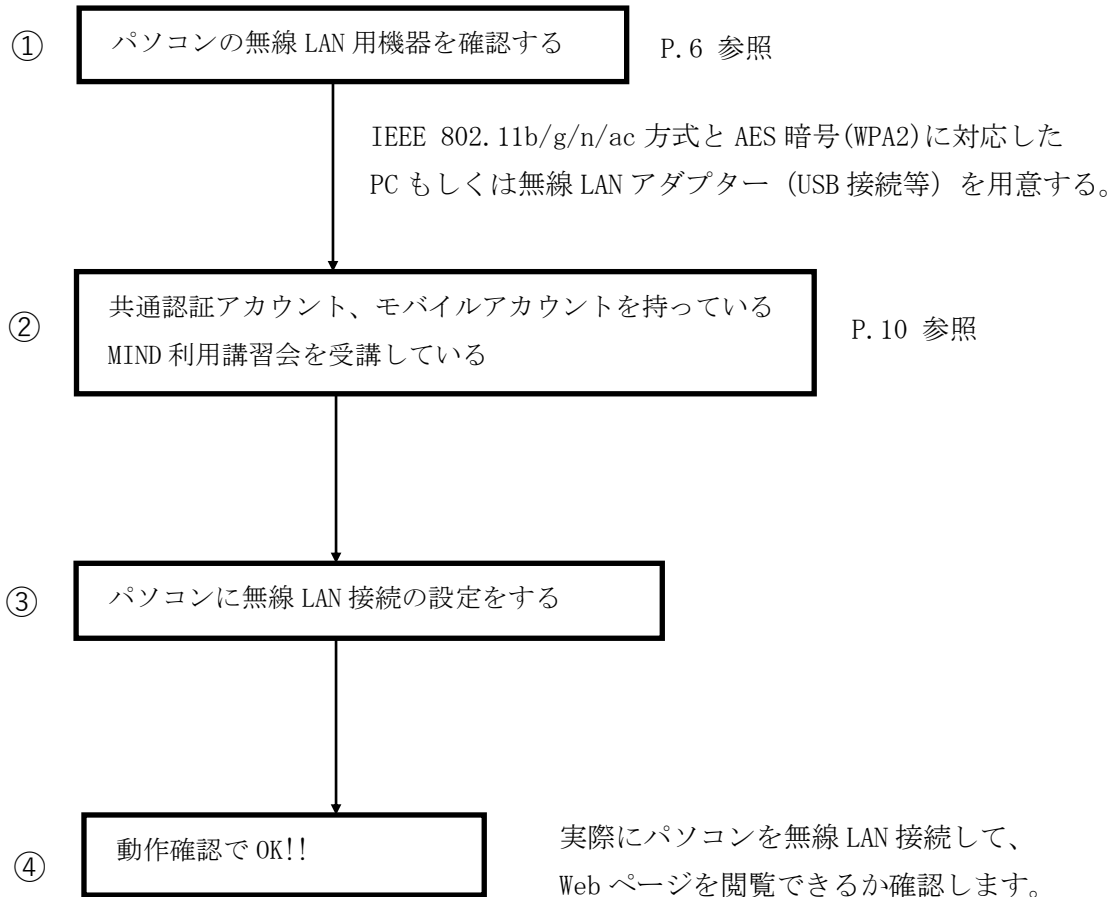 ① パソコンの無線 LAN 用機器を確認する P.6 参照
IEEE 802.11b/g/n/ac 方式と AES 暗号(WPA2)に対応した
PC もしくは無線 LAN アダプター（USB 接続等）を用意する。
② 共通認証アカウント、モバイルアカウントを持っている
MIND 利用講習会を受講している
P.10 参照
③ パソコンに無線 LAN 接続の設定をする
④ 動作確認で OK!!
実際にパソコンを無線 LAN 接続して、
Web ページを閲覧できるか確認します。